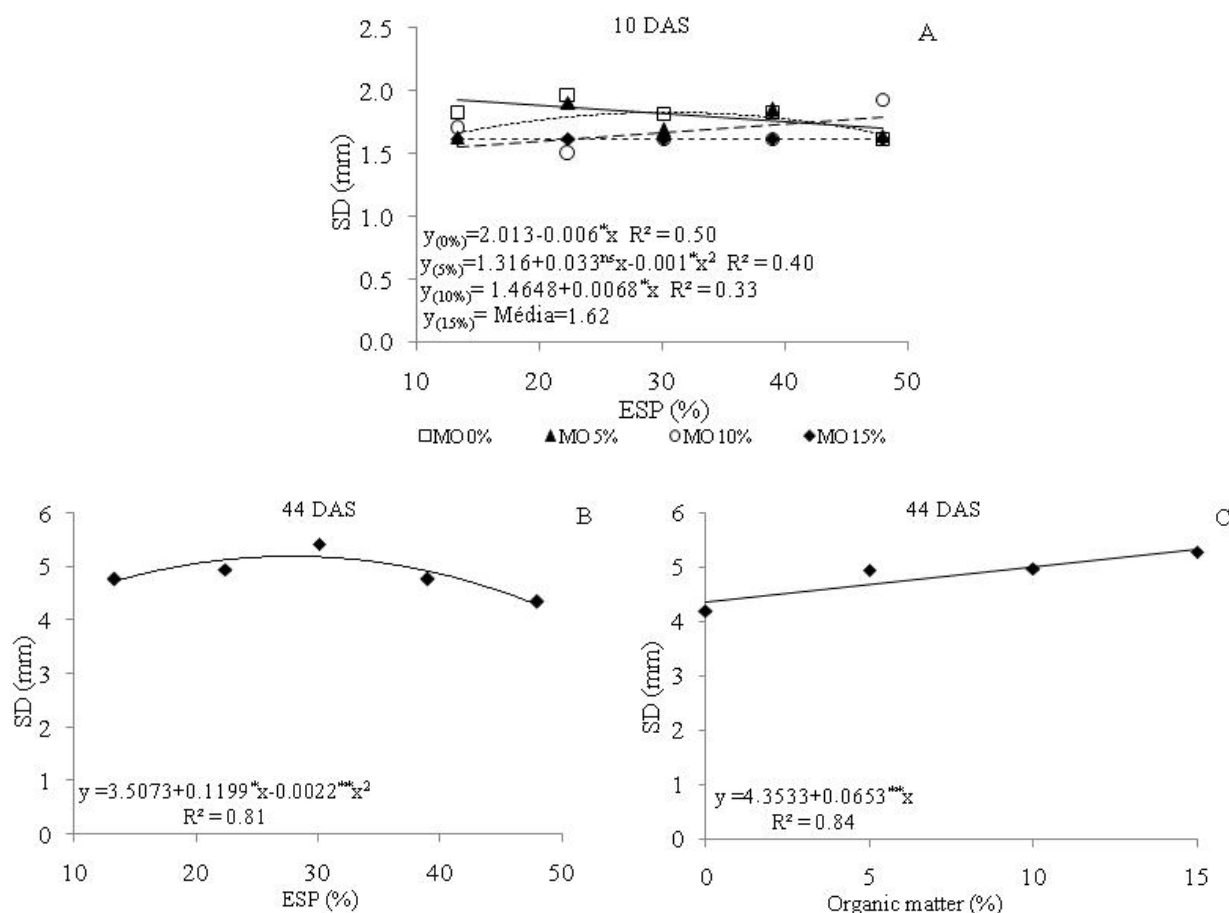 10 DAS
A
2.5
2.0
1.5
1.0
0.5
0.0
SD (mm)
y(0%)=2.013-0.006*x R² = 0.50
y(5%)=1.316+0.033ⁿˢx-0.001*x² R² = 0.40
y(10%)= 1.4648+0.0068*x R² = 0.33
y(15%)= Média=1.62
10 20 30 40 50
ESP (%)
□MO 0% ▲MO 5% ○MO 10% ◆MO 15%
44 DAS
B
6
5
4
3
2
1
0
SD (mm)
y =3.5073+0.1199*x-0.0022**x²
R² = 0.81
10 20 30 40 50
ESP (%)
44 DAS
C
6
5
4
3
2
1
0
SD (mm)
y=4.3533+0.0653**x
R² = 0.84
0 5 10 15
Organic matter (%)